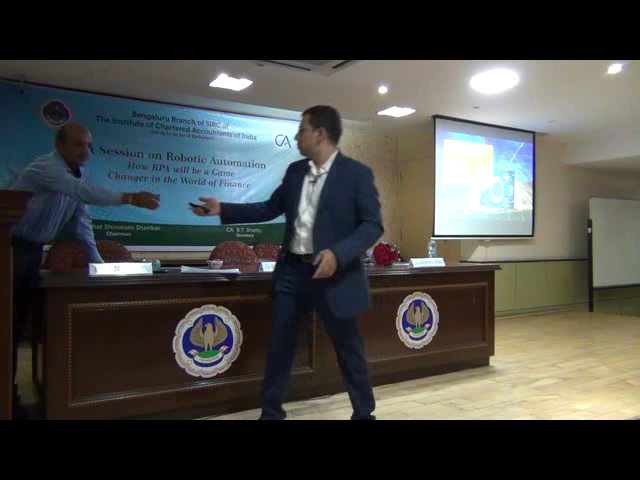 Bengaluru Branch of SIRC of
The Institute of Chartered Accountants of India
CA
Session on Robotic Automation
How RPA will be a Game
Changer in the World of Finance
Shivaram Shankar
Chairman
CA. B.T. Shetty
Secretary